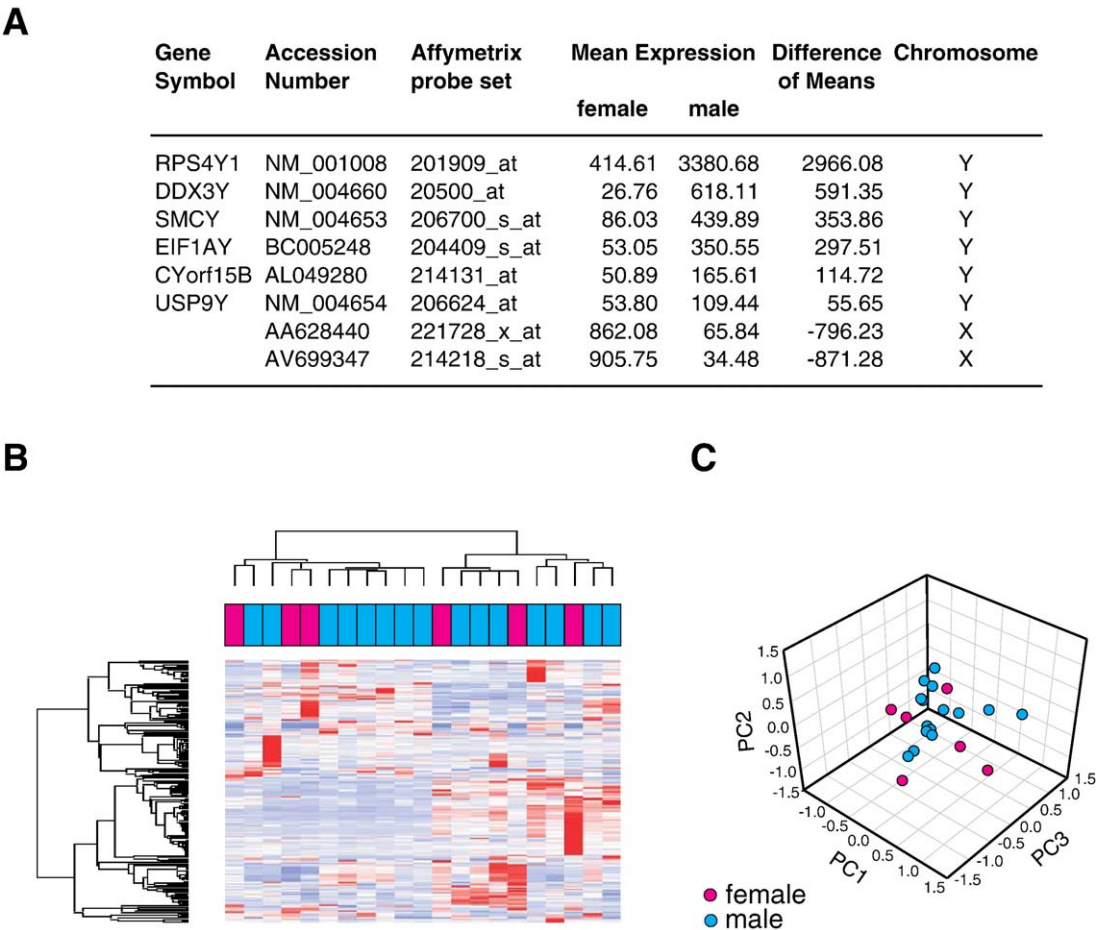 A
Gene Accession Affymetrix Mean Expression Difference Chromosome
Symbol Number probe set of Means
female male
RPS4Y1 NM_001008 201909_at 414.61 3380.68 2966.08 Y
DDX3Y NM_004660 20500_at 26.76 618.11 591.35 Y
SMCY NM_004653 206700_s_at 86.03 439.89 353.86 Y
EIF1AY BC005248 204409_s_at 53.05 350.55 297.51 Y
CYorf15B AL049280 214131_at 50.89 165.61 114.72 Y
USP9Y NM_004654 206624_at 53.80 109.44 55.65 Y
AA628440 221728_x_at 862.08 65.84 -796.23 X
AV699347 214218_s_at 905.75 34.48 -871.28 X
B
C
1.5
1.0
0.5
0.0
-0.5
-1.0
-1.5
PC2
-1.0
-0.5
0.0
0.5
1.0
1.5
PC1
-1.5
-1.0
-0.5
0.0
0.5
1.0
1.5
PC3
female
male